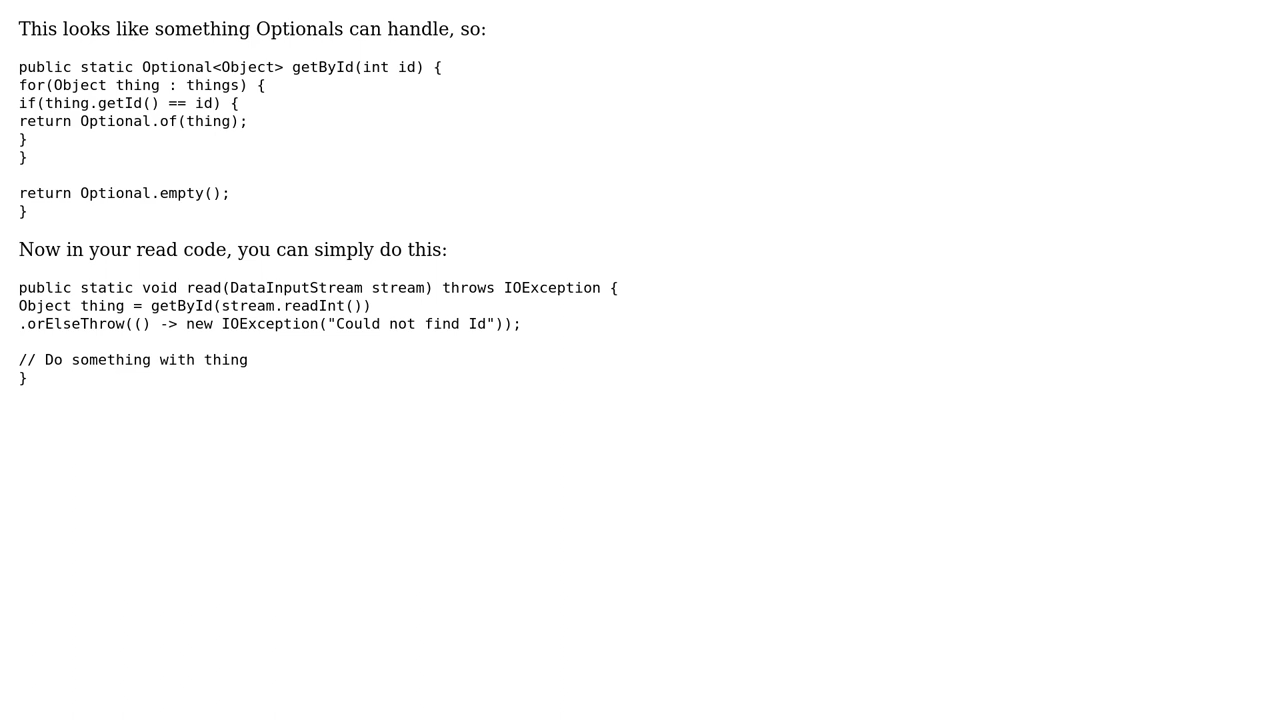 This looks like something Optionals can handle, so:
public static Optional<Object> getById(int id) {
for(Object thing : things) {
if(thing.getId() == id) {
return Optional.of(thing);
}
}
return Optional.empty();
}
Now in your read code, you can simply do this:
public static void read(DataInputStream stream) throws IOException {
Object thing = getById(stream.readInt())
.orElseThrow(() -> new IOException("Could not find Id"));
// Do something with thing
}